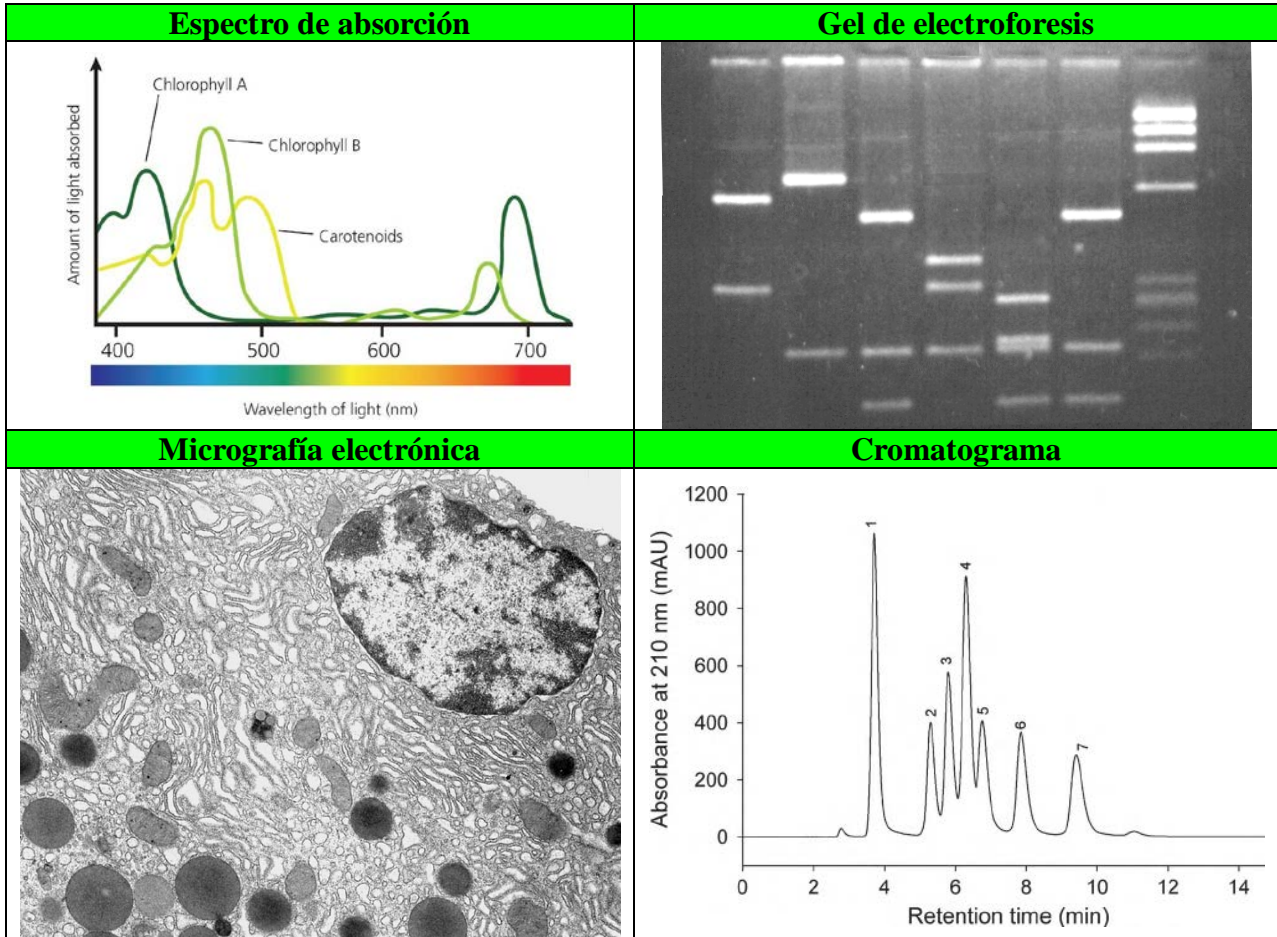 Espectro de absorción
Gel de electroforesis
Chlorophyll A
Chlorophyll B
Carotenoids
Amount of light absorbed
400 500 600 700
Wavelength of light (nm)
Micrografía electrónica
Cromatograma
1200
1000
800
600
400
200
0
Absorbance at 210 nm (mAU)
1
2
3
4
5
6
7
0 2 4 6 8 10 12 14
Retention time (min)